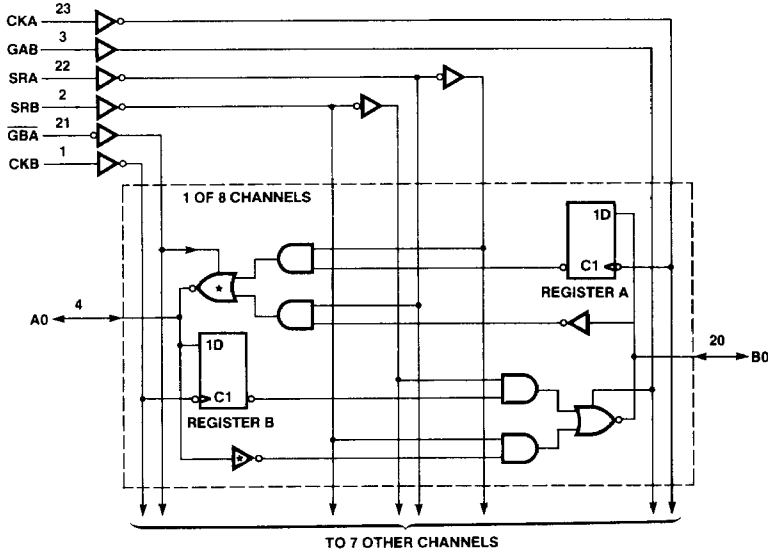 CKA 23
GAB 3
SRA 22
SRB 2
G̅B̅A̅ 21
CKB 1
1 OF 8 CHANNELS
1D
C1
REGISTER A
*
A0 4
1D
C1
REGISTER B
20 B0
*
TO 7 OTHER CHANNELS